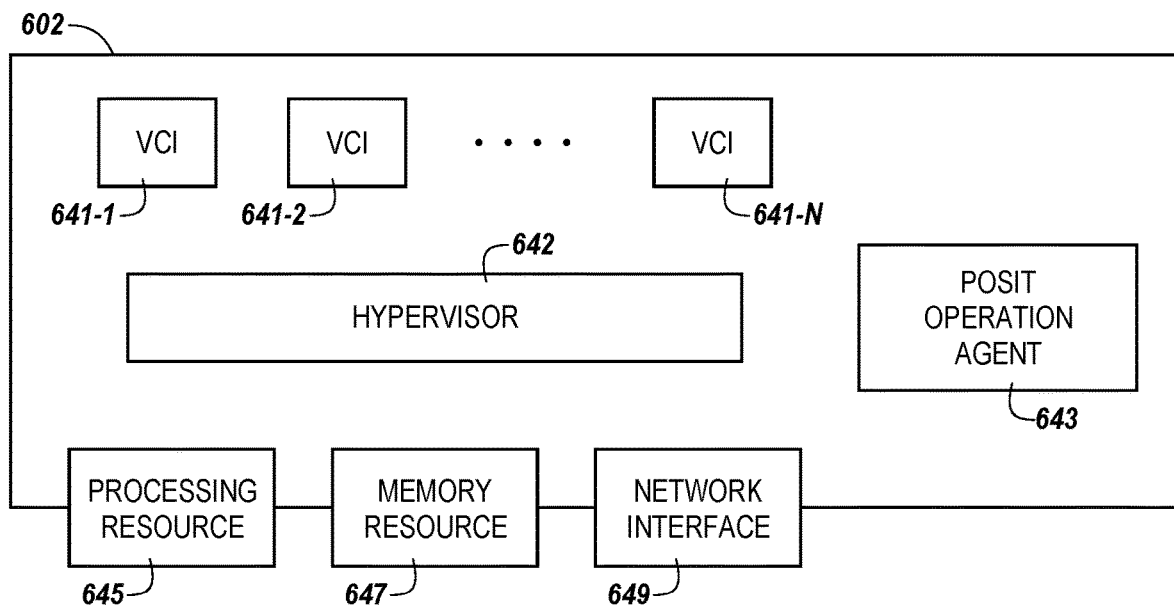 602
VCI VCI . . . . VCI
641-1 641-2 641-N
642
HYPERVISOR
POSIT
OPERATION
AGENT
643
PROCESSING
RESOURCE
MEMORY
RESOURCE
NETWORK
INTERFACE
645 647 649